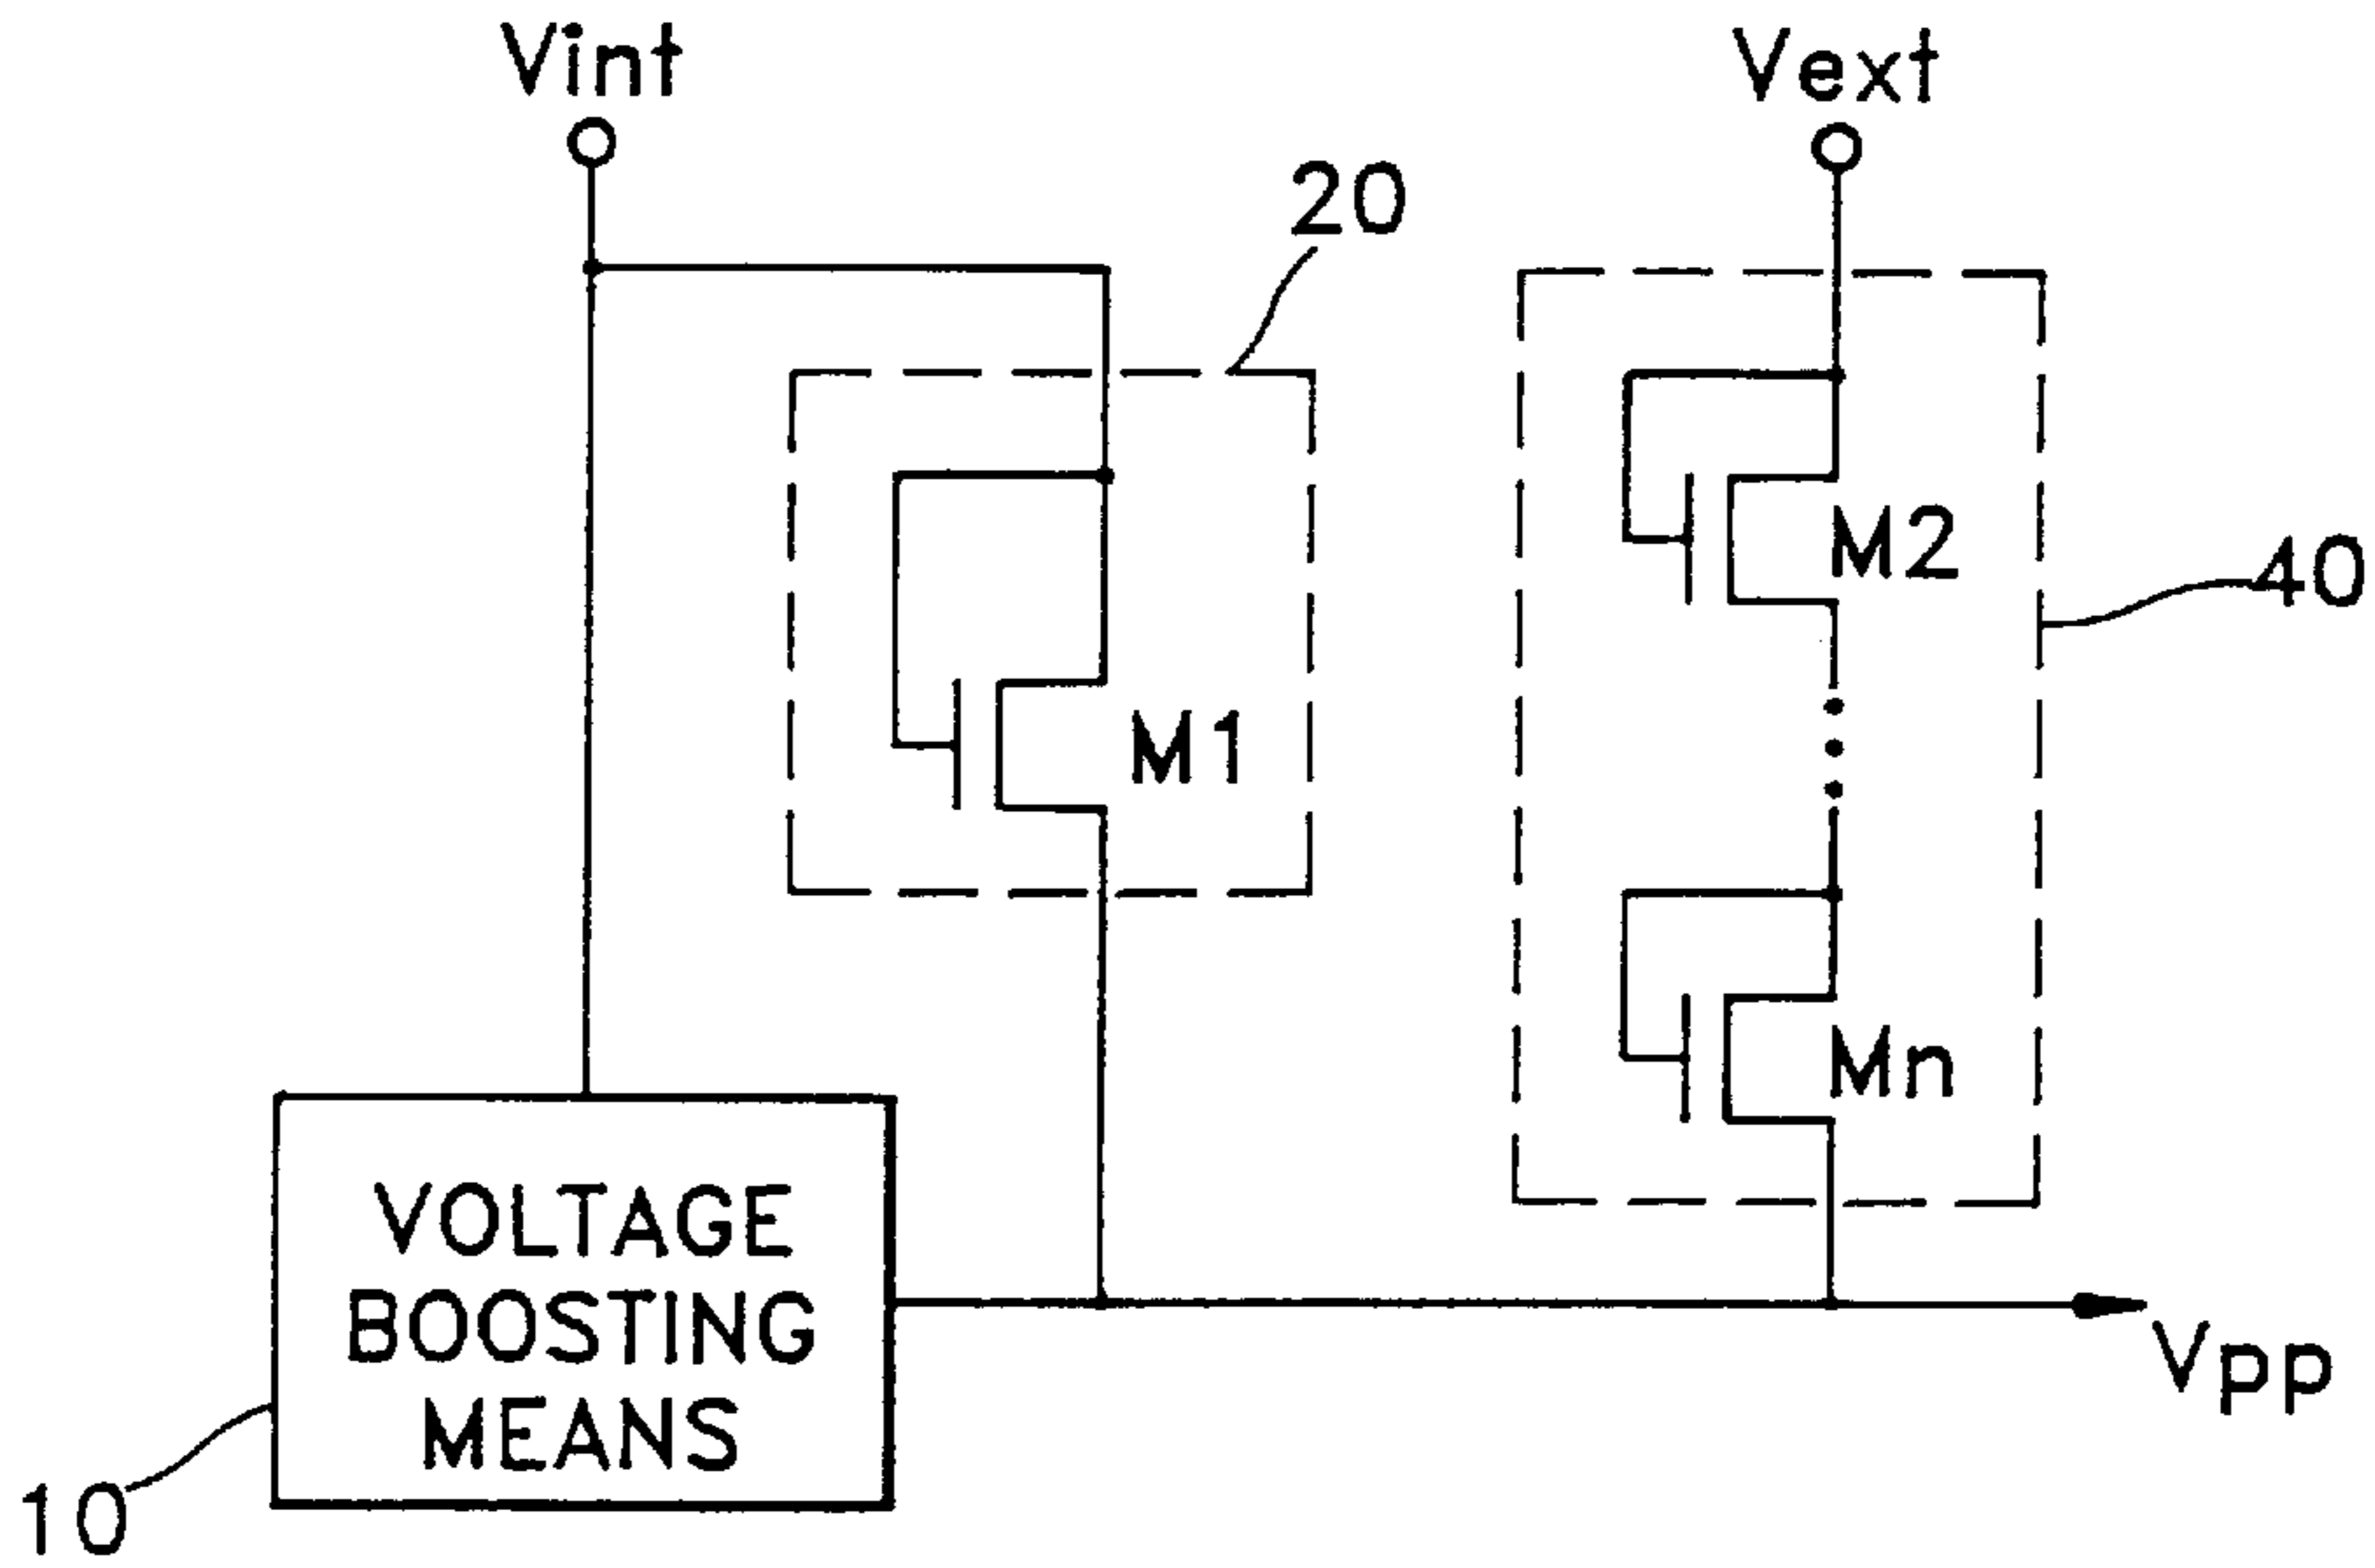 Vint
Vext
20
M2
40
M1
Mn
VOLTAGE
BOOSTING
MEANS
Vpp
10